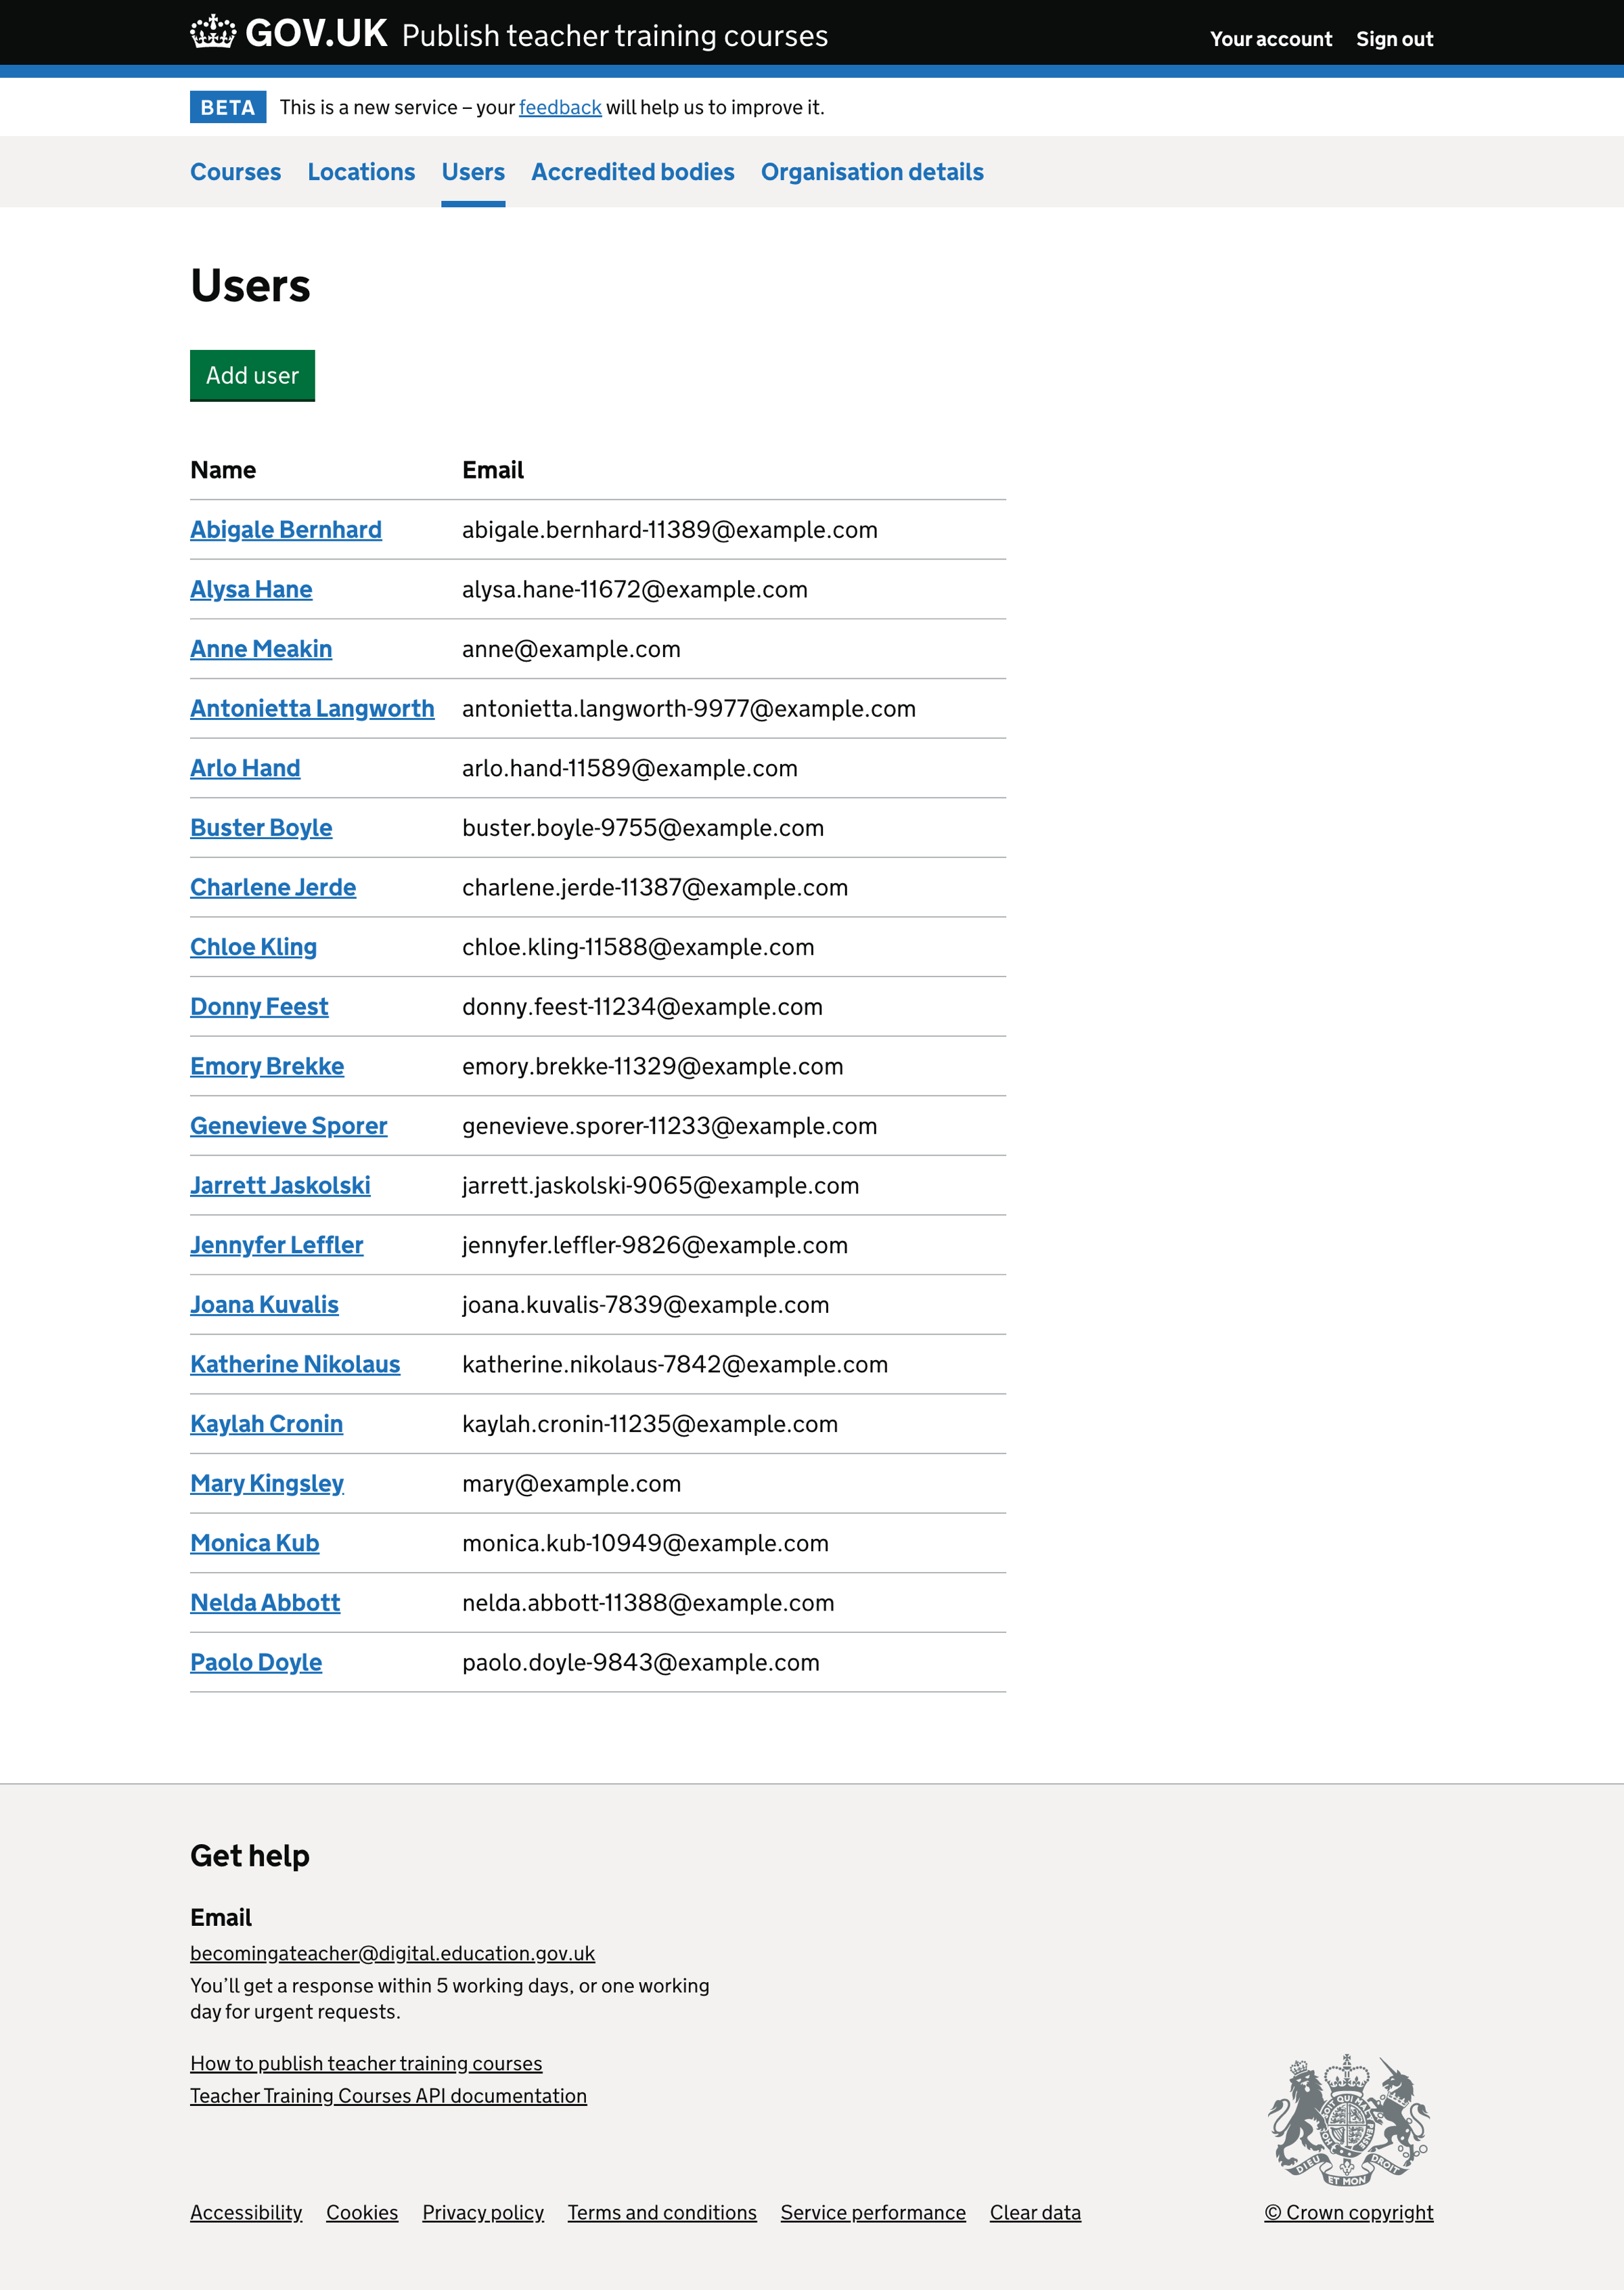 GOV.UK Publish teacher training courses Your account Sign out
BETA This is a new service – your feedback will help us to improve it.
Courses Locations Users Accredited bodies Organisation details
Users
Add user
Name Email
Abigale Bernhard abigale.bernhard-11389@example.com
Alysa Hane alysa.hane-11672@example.com
Anne Meakin anne@example.com
Antonietta Langworth antonietta.langworth-9977@example.com
Arlo Hand arlo.hand-11589@example.com
Buster Boyle buster.boyle-9755@example.com
Charlene Jerde charlene.jerde-11387@example.com
Chloe Kling chloe.kling-11588@example.com
Donny Feest donny.feest-11234@example.com
Emory Brekke emory.brekke-11329@example.com
Genevieve Sporer genevieve.sporer-11233@example.com
Jarrett Jaskolski jarrett.jaskolski-9065@example.com
Jennyfer Leffler jennyfer.leffler-9826@example.com
Joana Kuvalis joana.kuvalis-7839@example.com
Katherine Nikolaus katherine.nikolaus-7842@example.com
Kaylah Cronin kaylah.cronin-11235@example.com
Mary Kingsley mary@example.com
Monica Kub monica.kub-10949@example.com
Nelda Abbott nelda.abbott-11388@example.com
Paolo Doyle paolo.doyle-9843@example.com
Get help
Email
becomingateacher@digital.education.gov.uk
You’ll get a response within 5 working days, or one working
day for urgent requests.
How to publish teacher training courses
Teacher Training Courses API documentation
DIEU ET MON DROIT
Accessibility Cookies Privacy policy Terms and conditions Service performance Clear data © Crown copyright